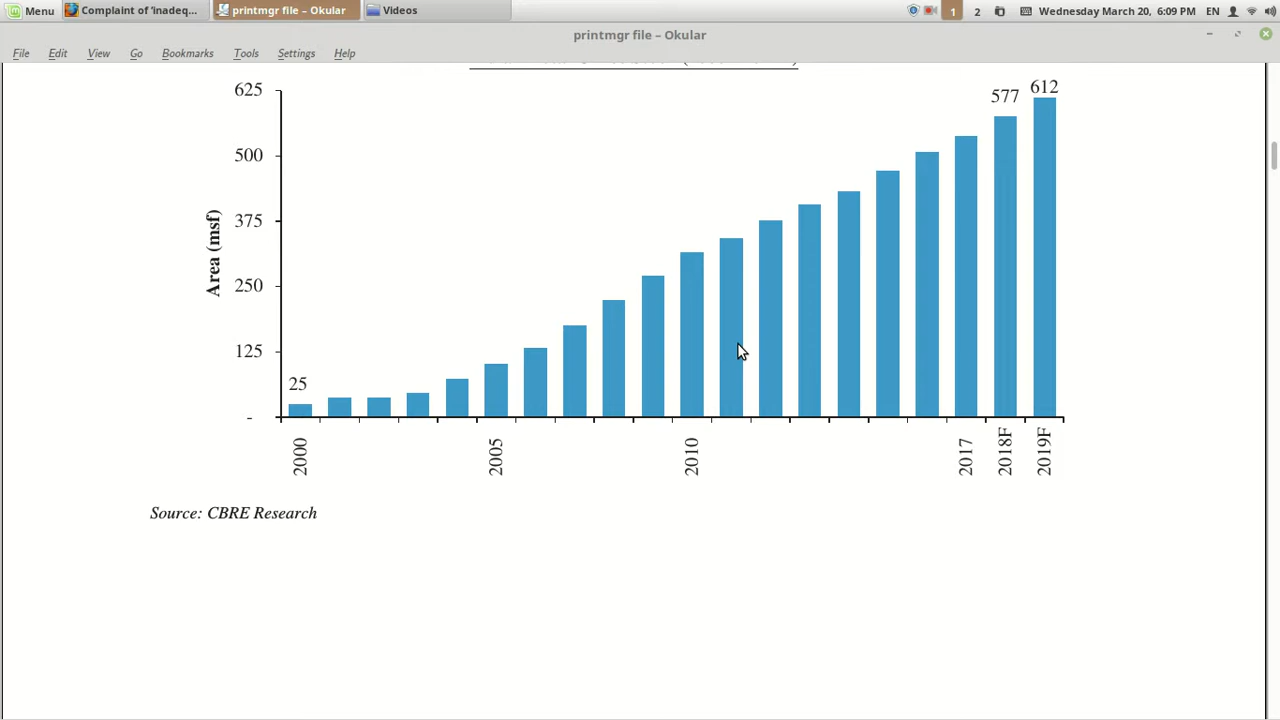 Menu Complaint of 'inadeq... printmgr file – Okular Videos 1 2 Wednesday March 20, 6:09 PM EN
printmgr file – Okular
File Edit View Go Bookmarks Tools Settings Help
625
577
612
500
375
Area (msf)
250
125
25
-
2000
2005
2010
2017
2018F
2019F
Source: CBRE Research